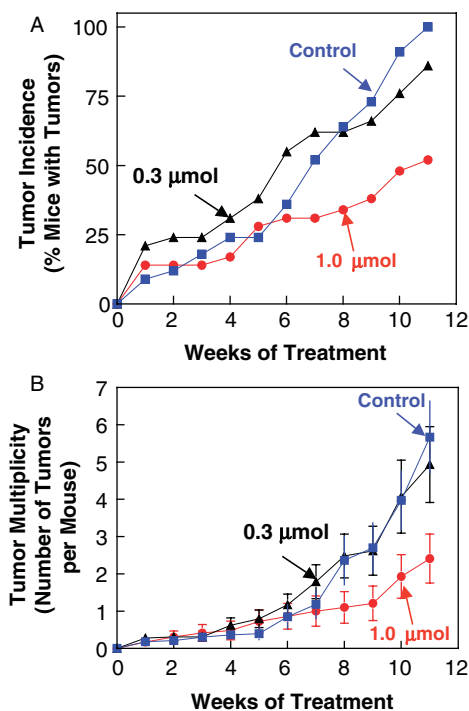 A
Tumor Incidence
(% Mice with Tumors)
100
75
50
25
0
Control
0.3 μmol
1.0 μmol
0 2 4 6 8 10 12
Weeks of Treatment
B
Tumor Multiplicity
(Number of Tumors
per Mouse)
7
6
5
4
3
2
1
0
Control
0.3 μmol
1.0 μmol
0 2 4 6 8 10 12
Weeks of Treatment